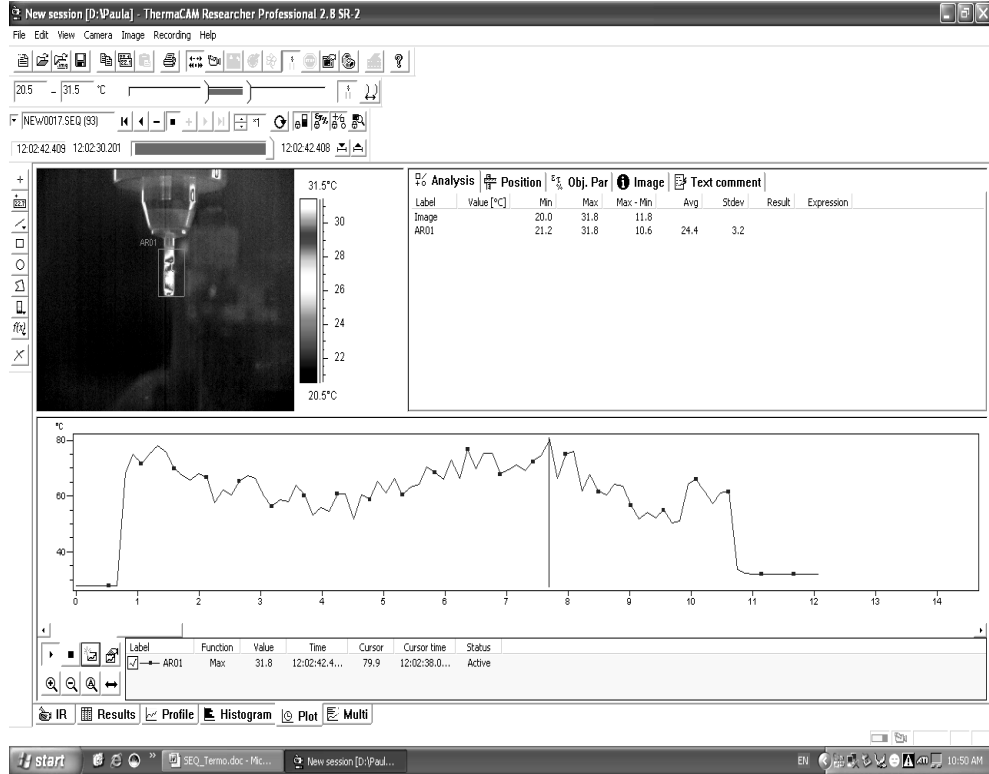 New session [D:\Paula] - ThermaCAM Researcher Professional 2.8 SR-2
File Edit View Camera Image Recording Help
20.5 - 31.5 °C
NEW0017.SEQ (93)
12:02:42.409 12:02:30.201 12:02:42.408
31.5°C
30
28
26
24
22
20.5°C
AR01
Analysis Position Obj. Par Image Text comment
Label Value [°C] Min Max Max - Min Avg Stdev Result Expression
Image 20.0 31.8 11.8
AR01 21.2 31.8 10.6 24.4 3.2
°C
80
60
40
0 1 2 3 4 5 6 7 8 9 10 11 12 13 14
Label Function Value Time Cursor Cursor time Status
AR01 Max 31.8 12:02:42.4... 79.9 12:02:38.0... Active
IR Results Profile Histogram Plot Multi
start SEQ_Termo.doc - Mic... New session [D:\Paul... EN 10:50 AM